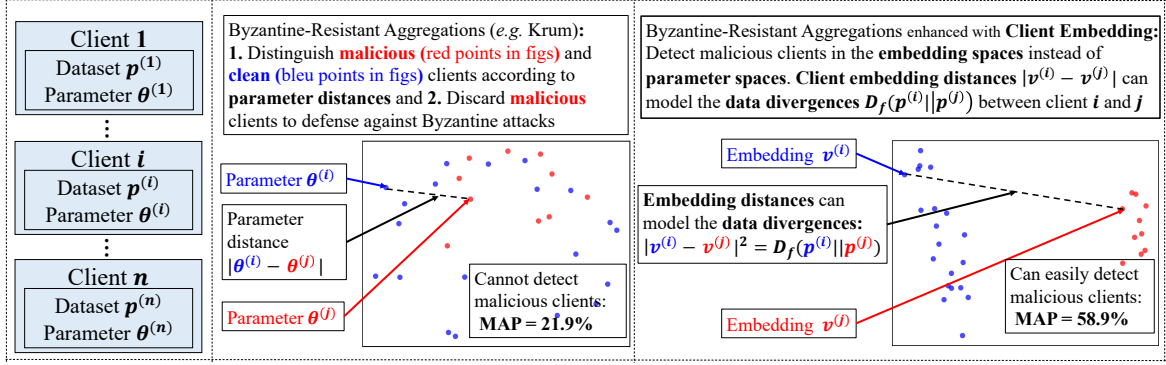 Client 1
Dataset p^(1)
Parameter θ^(1)
Client i
Dataset p^(i)
Parameter θ^(i)
Client n
Dataset p^(n)
Parameter θ^(n)
Byzantine-Resistant Aggregations (e.g. Krum):
1. Distinguish malicious (red points in figs) and
clean (bleu points in figs) clients according to
parameter distances and 2. Discard malicious
clients to defense against Byzantine attacks
Parameter θ^(i)
Parameter
distance
|θ^(i) − θ^(j)|
Parameter θ^(j)
Cannot detect
malicious clients:
MAP = 21.9%
Byzantine-Resistant Aggregations enhanced with Client Embedding:
Detect malicious clients in the embedding spaces instead of
parameter spaces. Client embedding distances |v^(i) − v^(j)| can
model the data divergences D_f(p^(i)||p^(j)) between client i and j
Embedding v^(i)
Embedding distances can
model the data divergences:
|v^(i) − v^(j)|² = D_f(p^(i)||p^(j))
Embedding v^(j)
Can easily detect
malicious clients:
MAP = 58.9%